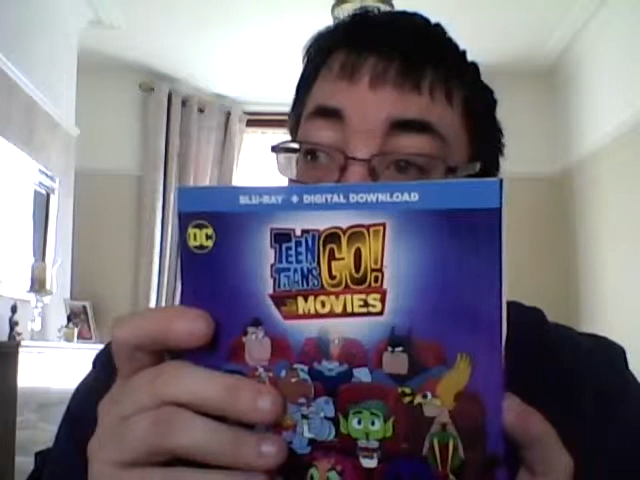 BLU-RAY + DIGITAL DOWNLOAD
DC
TEEN
TITANS
GO!
TO THE
MOVIES